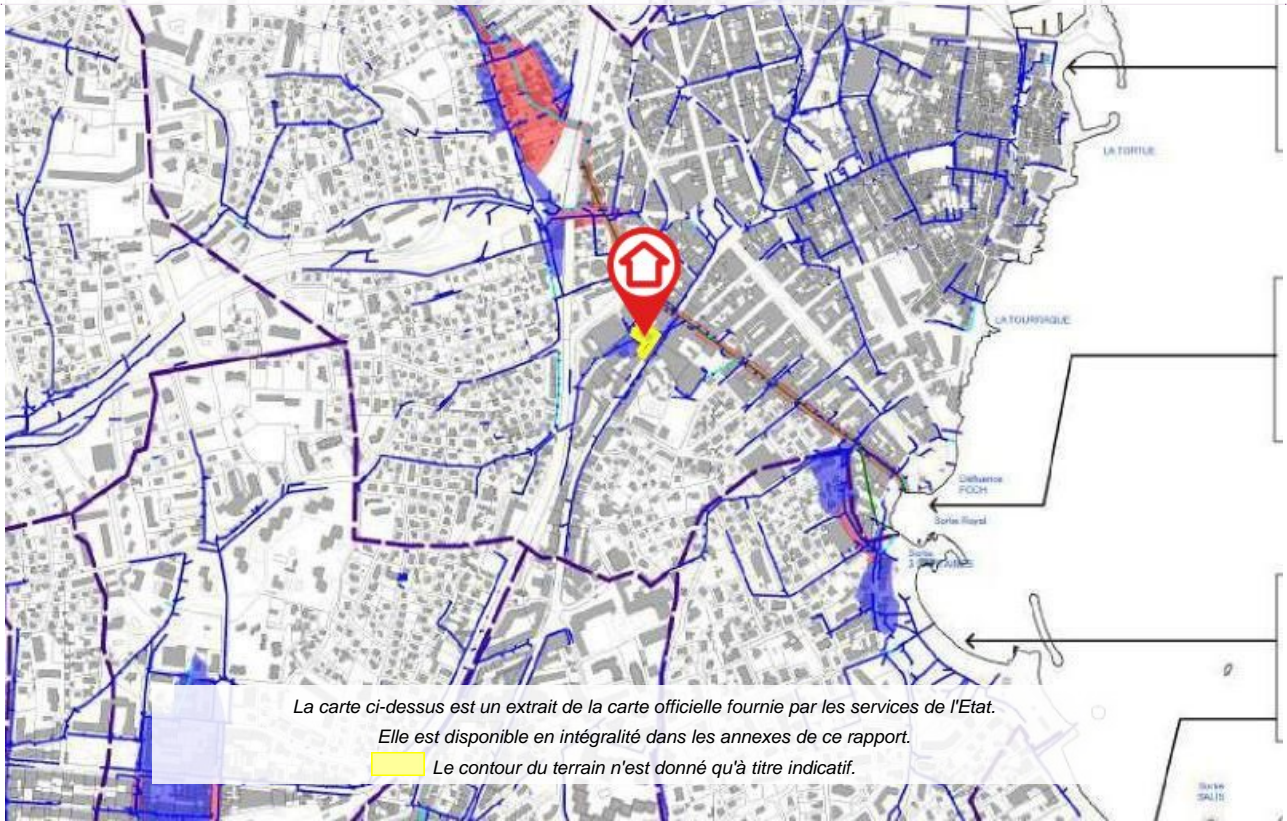 LA TORTUE
LA TOURRAQUE
Défluence
FOCH
Sortie Royal
Sortie
La carte ci-dessus est un extrait de la carte officielle fournie par les services de l'Etat.
Elle est disponible en intégralité dans les annexes de ce rapport.
Le contour du terrain n'est donné qu'à titre indicatif.
Sortie
SALIS